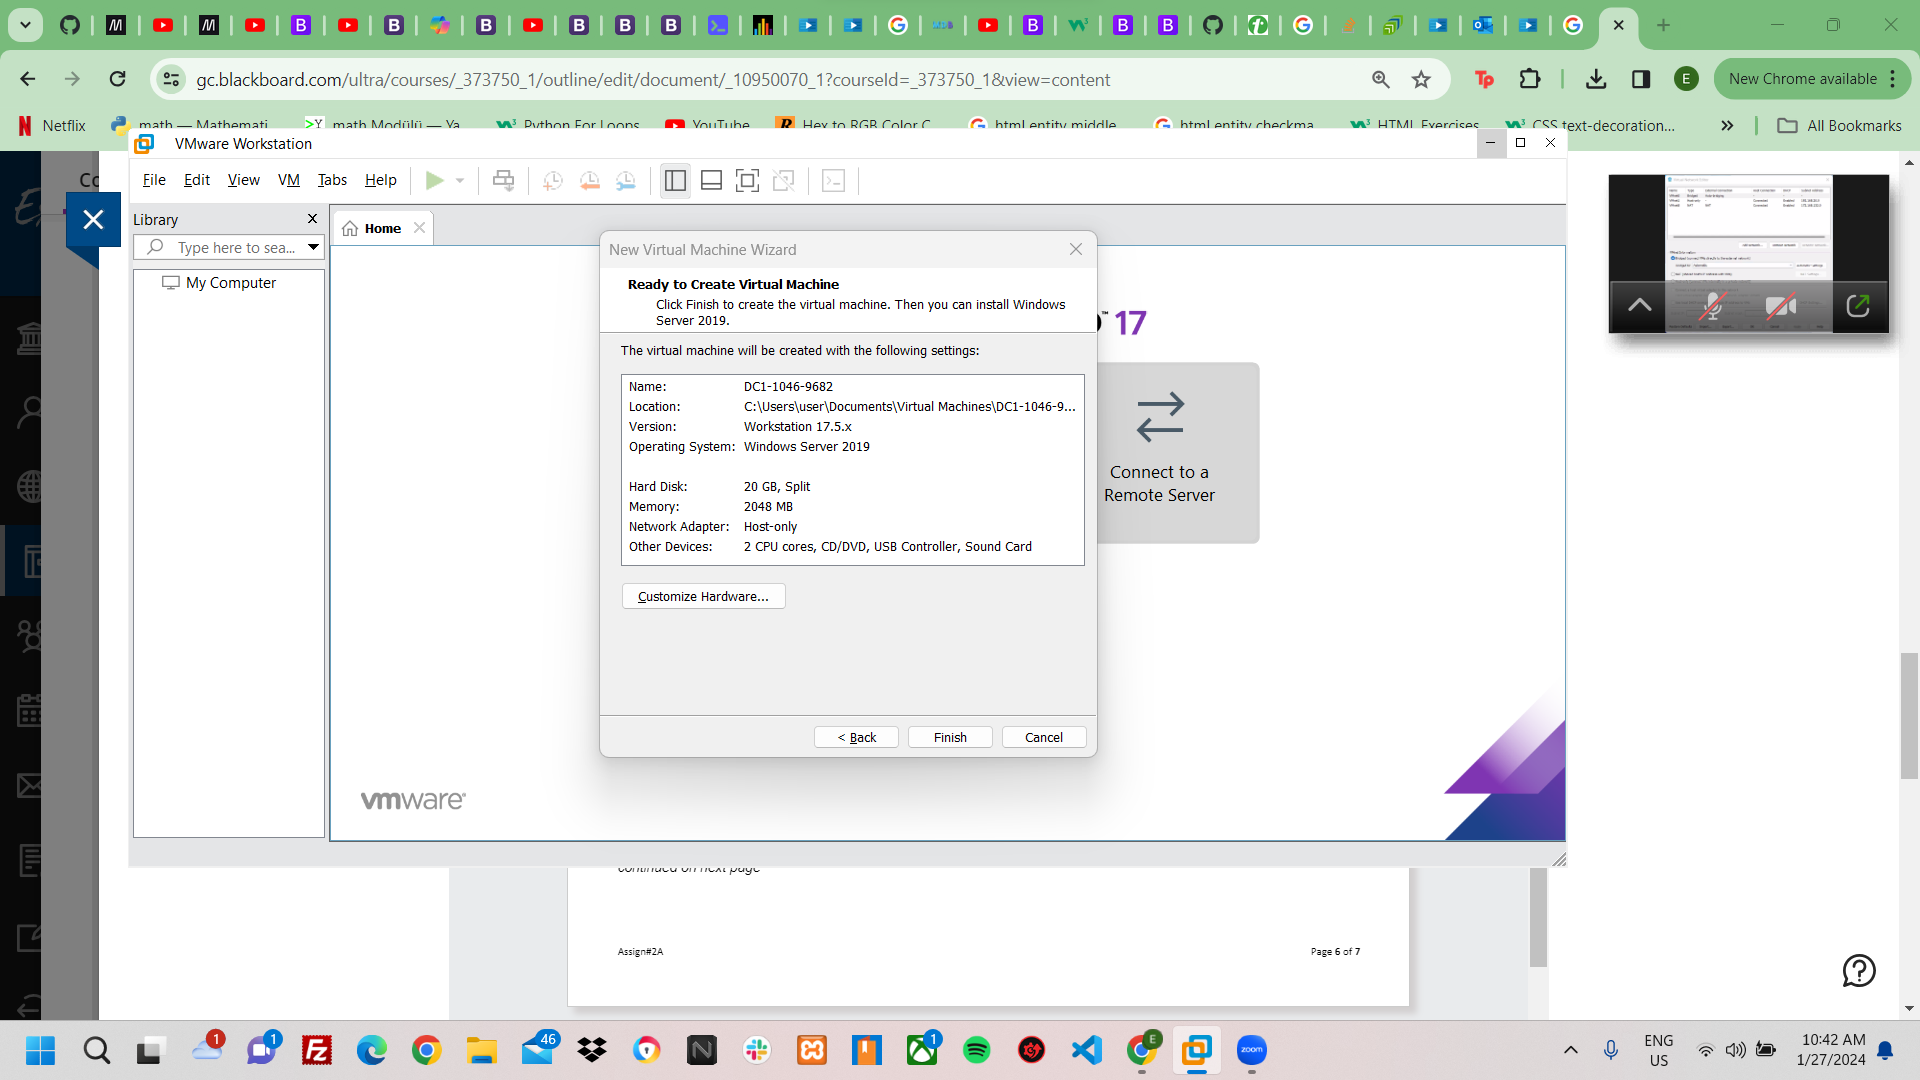 gc.blackboard.com/ultra/courses/_373750_1/outline/edit/document/_10950070_1?courseId=_373750_1&view=content
New Chrome available
Netflix
math — Mathemati
math Modülü — Ya
Python For Loops
YouTube
Hex to RGB Color C
html entity middle
html entity checkma
HTML Exercises
CSS text-decoration...
All Bookmarks
VMware Workstation
File Edit View VM Tabs Help
Library
Type here to sea...
My Computer
Home
New Virtual Machine Wizard
Ready to Create Virtual Machine
Click Finish to create the virtual machine. Then you can install Windows
Server 2019.
The virtual machine will be created with the following settings:
Name: DC1-1046-9682
Location: C:\Users\user\Documents\Virtual Machines\DC1-1046-9...
Version: Workstation 17.5.x
Operating System: Windows Server 2019
Hard Disk: 20 GB, Split
Memory: 2048 MB
Network Adapter: Host-only
Other Devices: 2 CPU cores, CD/DVD, USB Controller, Sound Card
Customize Hardware...
< Back Finish Cancel
™ 17
Connect to a
Remote Server
vmware®
continued on next page
Assign#2A
Page 6 of 7
1
1
46
1
E
zoom
ENG
US
10:42 AM
1/27/2024